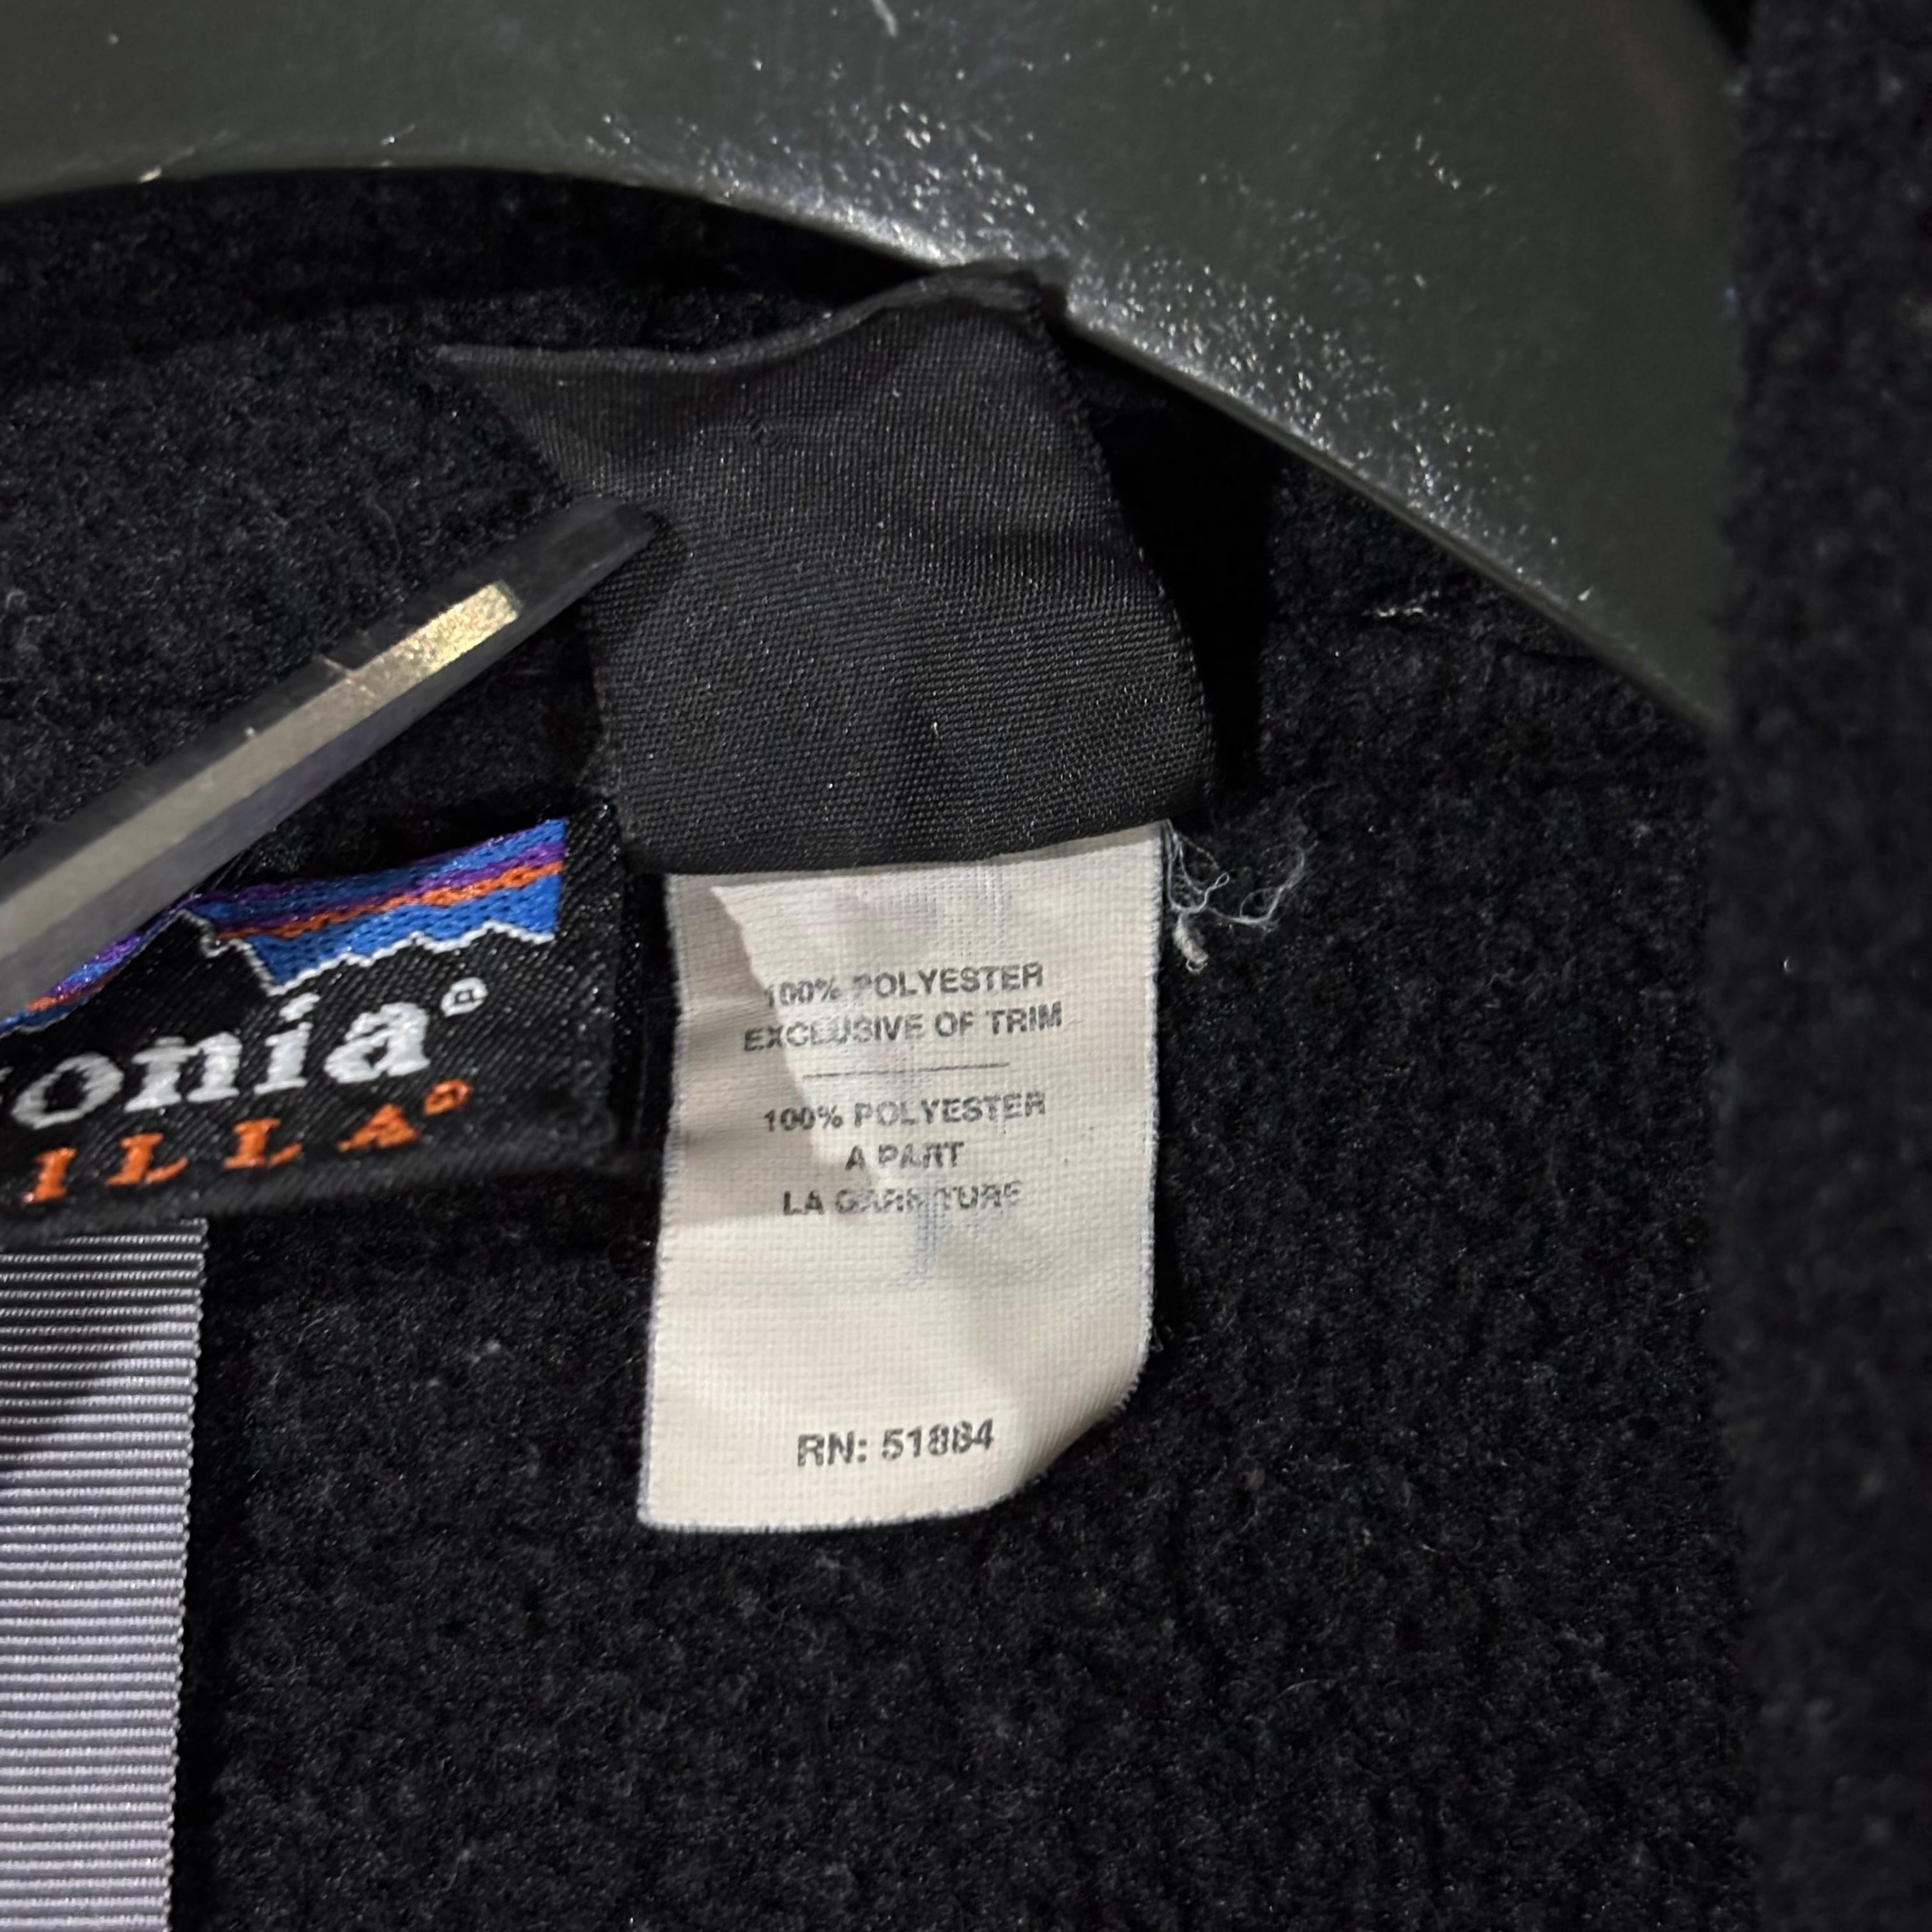 onia®
ILLA®
100% POLYESTER
EXCLUSIVE OF TRIM
100% POLYESTER
A PART
LA GARNITURE
RN: 51884